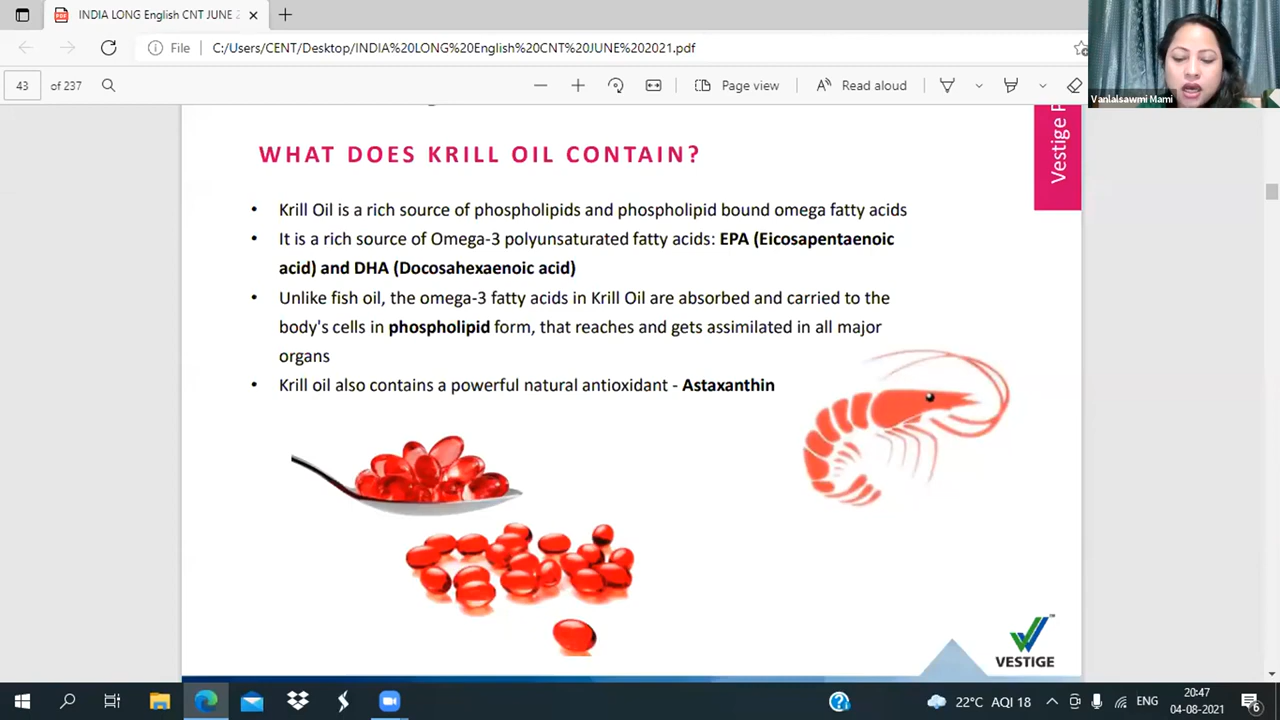 INDIA LONG English CNT JUNE 2
File
C:/Users/CENT/Desktop/INDIA%20LONG%20English%20CNT%20JUNE%202021.pdf
Vanlalsawmi Mami
43 of 237
Page view
Read aloud
Vestige
WHAT DOES KRILL OIL CONTAIN?
• Krill Oil is a rich source of phospholipids and phospholipid bound omega fatty acids
• It is a rich source of Omega-3 polyunsaturated fatty acids: EPA (Eicosapentaenoic
acid) and DHA (Docosahexaenoic acid)
• Unlike fish oil, the omega-3 fatty acids in Krill Oil are absorbed and carried to the
body's cells in phospholipid form, that reaches and gets assimilated in all major
organs
• Krill oil also contains a powerful natural antioxidant - Astaxanthin
VESTIGE
22°C AQI 18
ENG
20:47
04-08-2021
6